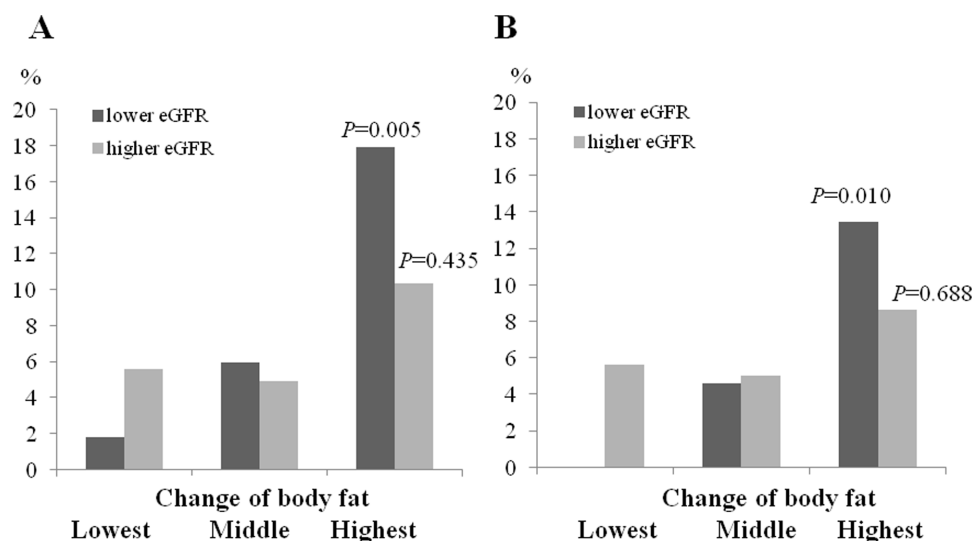 A
%
20
18
16
14
12
10
8
6
4
2
0
lower eGFR
higher eGFR
P=0.005
P=0.435
Change of body fat
Lowest Middle Highest
B
%
20
18
16
14
12
10
8
6
4
2
0
lower eGFR
higher eGFR
P=0.010
P=0.688
Change of body fat
Lowest Middle Highest